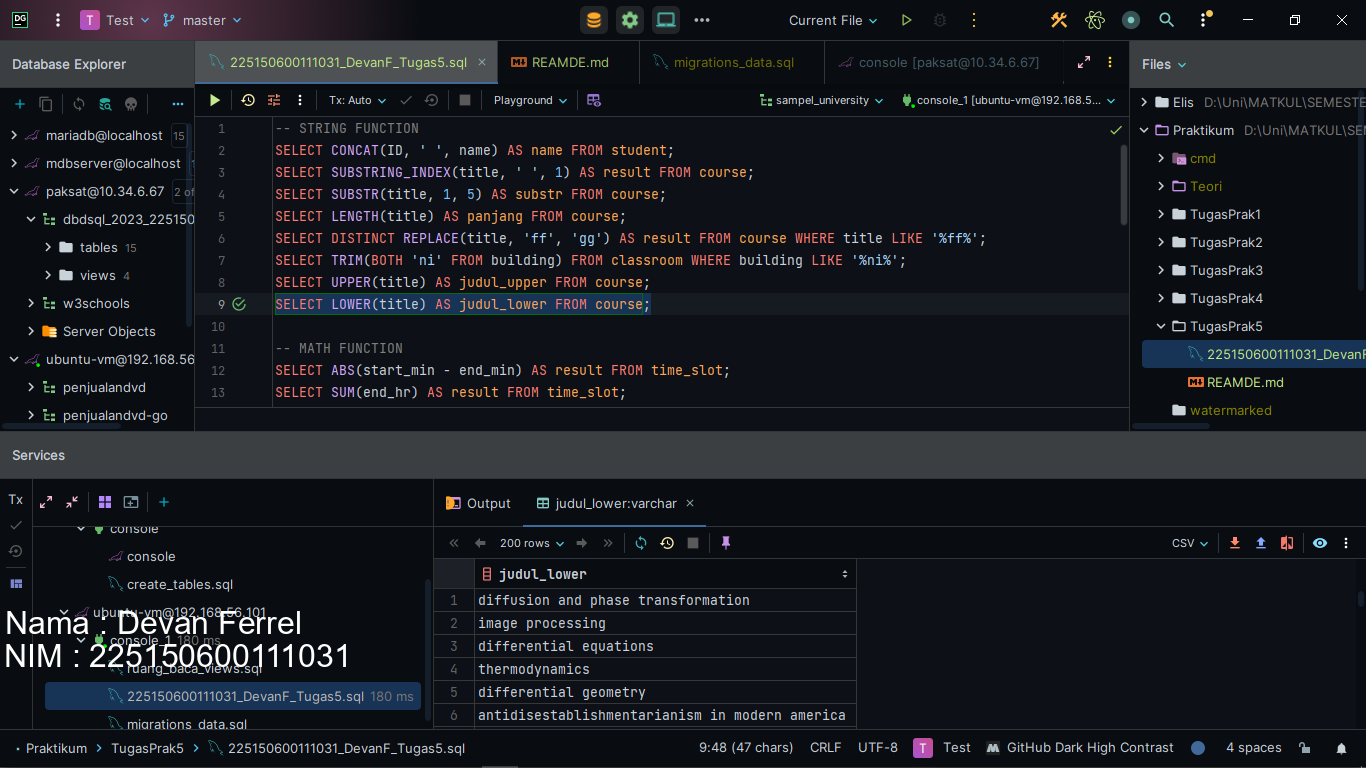 DG
T Test master Current File
Database Explorer
225150600111031_DevanF_Tugas5.sql
REAMDE.md
migrations_data.sql
console [paksat@10.34.6.67]
Files
Tx: Auto
Playground
sampel_university
console_1 [ubuntu-vm@192.168.5...
mariadb@localhost 15
mdbserver@localhost
paksat@10.34.6.67 2 of
dbdsql_2023_225150
tables 15
views 4
w3schools
Server Objects
ubuntu-vm@192.168.56
penjualandvd
penjualandvd-go
1 -- STRING FUNCTION
2 SELECT CONCAT(ID, ' ', name) AS name FROM student;
3 SELECT SUBSTRING_INDEX(title, ' ', 1) AS result FROM course;
4 SELECT SUBSTR(title, 1, 5) AS substr FROM course;
5 SELECT LENGTH(title) AS panjang FROM course;
6 SELECT DISTINCT REPLACE(title, 'ff', 'gg') AS result FROM course WHERE title LIKE '%ff%';
7 SELECT TRIM(BOTH 'ni' FROM building) FROM classroom WHERE building LIKE '%ni%';
8 SELECT UPPER(title) AS judul_upper FROM course;
9 SELECT LOWER(title) AS judul_lower FROM course;
10
11 -- MATH FUNCTION
12 SELECT ABS(start_min - end_min) AS result FROM time_slot;
13 SELECT SUM(end_hr) AS result FROM time_slot;
Elis D:\Uni\MATKUL\SEMESTE
Praktikum D:\Uni\MATKUL\SEM
cmd
Teori
TugasPrak1
TugasPrak2
TugasPrak3
TugasPrak4
TugasPrak5
225150600111031_DevanF
REAMDE.md
watermarked
Services
Tx
console
console
create_tables.sql
ubuntu-vm@192.168.56.101
console_1 180 ms
ruang_baca_views.sql
225150600111031_DevanF_Tugas5.sql 180 ms
migrations_data.sql
Nama : Devan Ferrel
NIM : 225150600111031
Output
judul_lower:varchar
200 rows
CSV
judul_lower
1 diffusion and phase transformation
2 image processing
3 differential equations
4 thermodynamics
5 differential geometry
6 antidisestablishmentarianism in modern america
Praktikum TugasPrak5 225150600111031_DevanF_Tugas5.sql
9:48 (47 chars) CRLF UTF-8 T Test GitHub Dark High Contrast 4 spaces